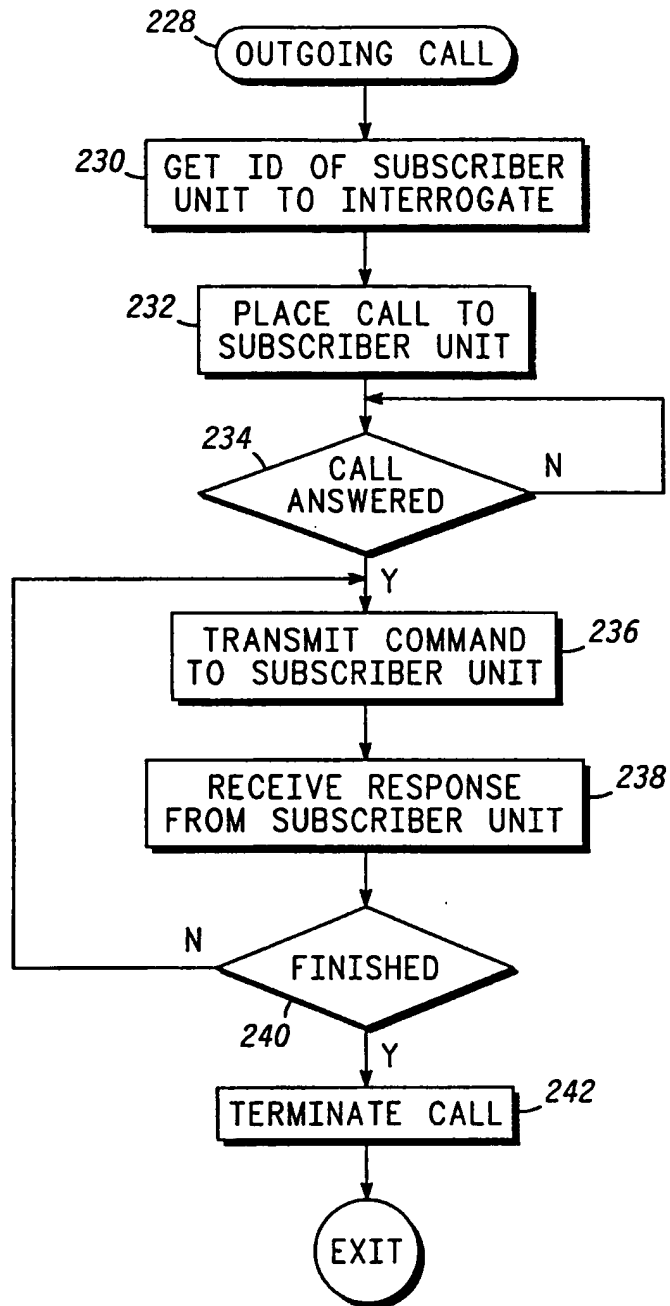 228
OUTGOING CALL
230
GET ID OF SUBSCRIBER
UNIT TO INTERROGATE
232
PLACE CALL TO
SUBSCRIBER UNIT
234
CALL
ANSWERED
N
Y
TRANSMIT COMMAND
TO SUBSCRIBER UNIT
236
RECEIVE RESPONSE
FROM SUBSCRIBER UNIT
238
N
FINISHED
240
Y
TERMINATE CALL
242
EXIT